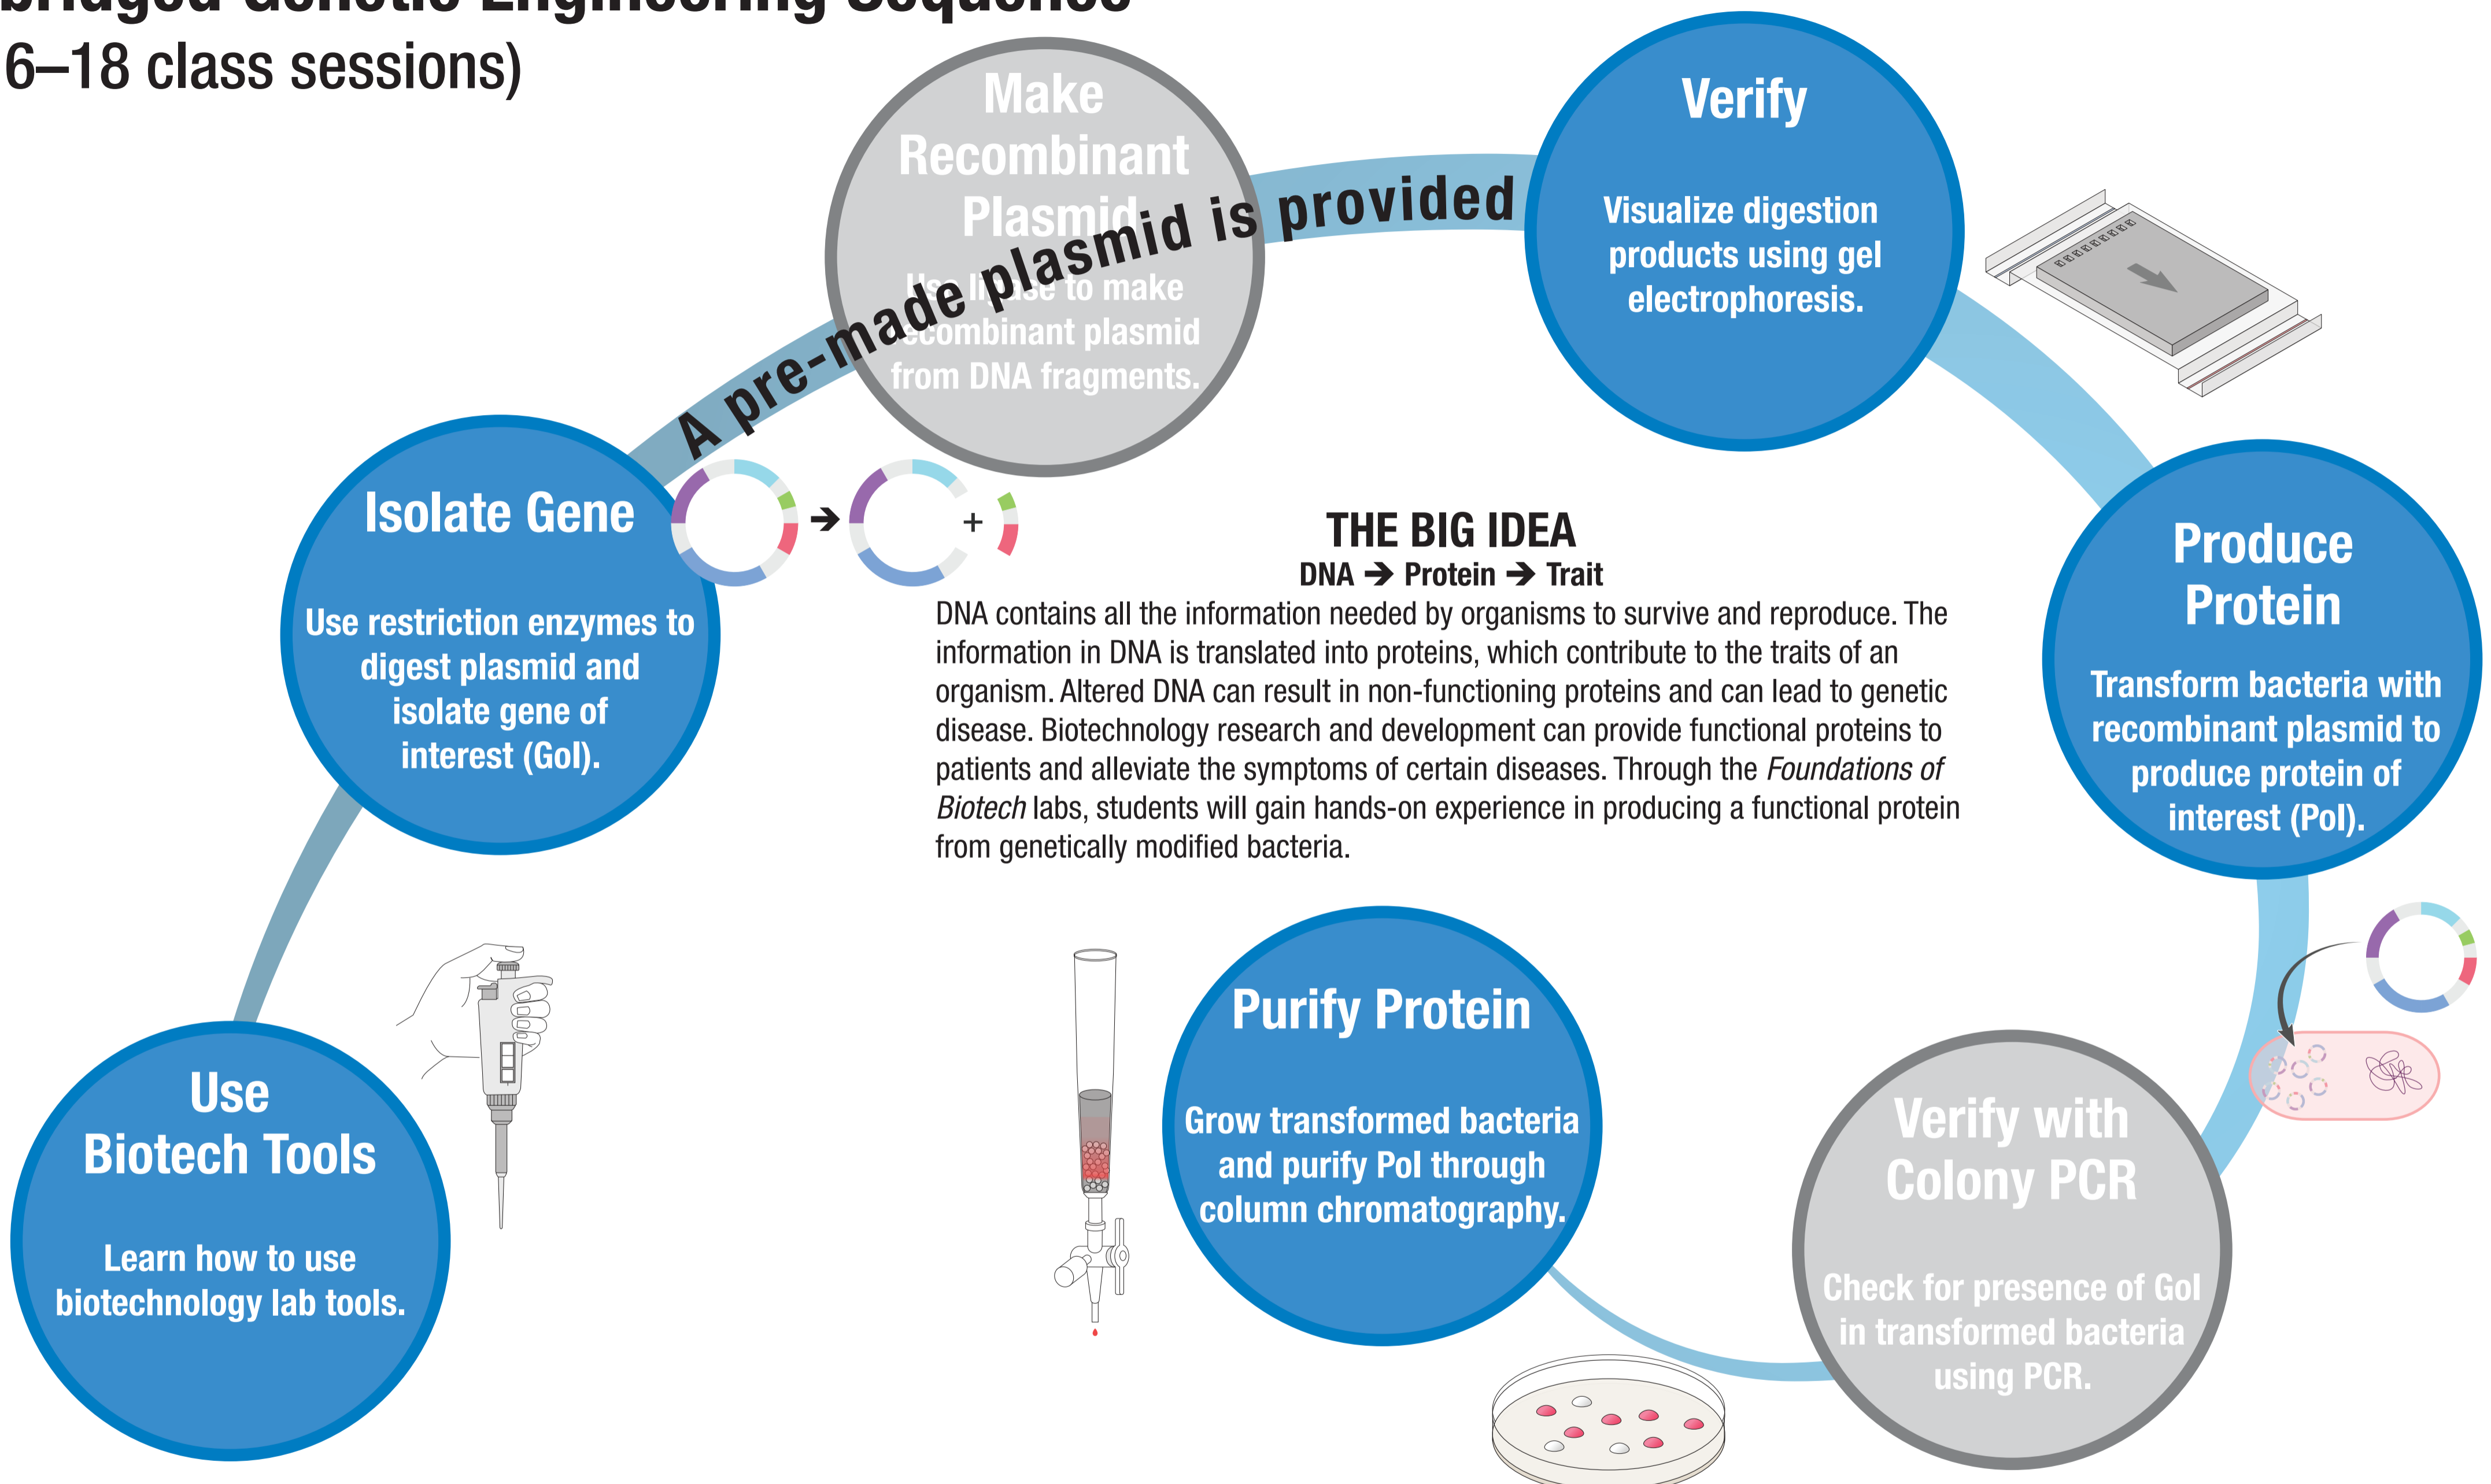 bridged Genetic Engineering Sequence
6–18 class sessions)
Make
Recombinant
Plasmid
Use ligase to make
recombinant plasmid
from DNA fragments.
A pre-made plasmid is provided
Verify
Visualize digestion
products using gel
electrophoresis.
Isolate Gene
Use restriction enzymes to
digest plasmid and
isolate gene of
interest (GoI).
+
THE BIG IDEA
DNA ➔ Protein ➔ Trait
DNA contains all the information needed by organisms to survive and reproduce. The
information in DNA is translated into proteins, which contribute to the traits of an
organism. Altered DNA can result in non-functioning proteins and can lead to genetic
disease. Biotechnology research and development can provide functional proteins to
patients and alleviate the symptoms of certain diseases. Through the Foundations of
Biotech labs, students will gain hands-on experience in producing a functional protein
from genetically modified bacteria.
Produce
Protein
Transform bacteria with
recombinant plasmid to
produce protein of
interest (PoI).
Use
Biotech Tools
Learn how to use
biotechnology lab tools.
Purify Protein
Grow transformed bacteria
and purify PoI through
column chromatography.
Verify with
Colony PCR
Check for presence of GoI
in transformed bacteria
using PCR.